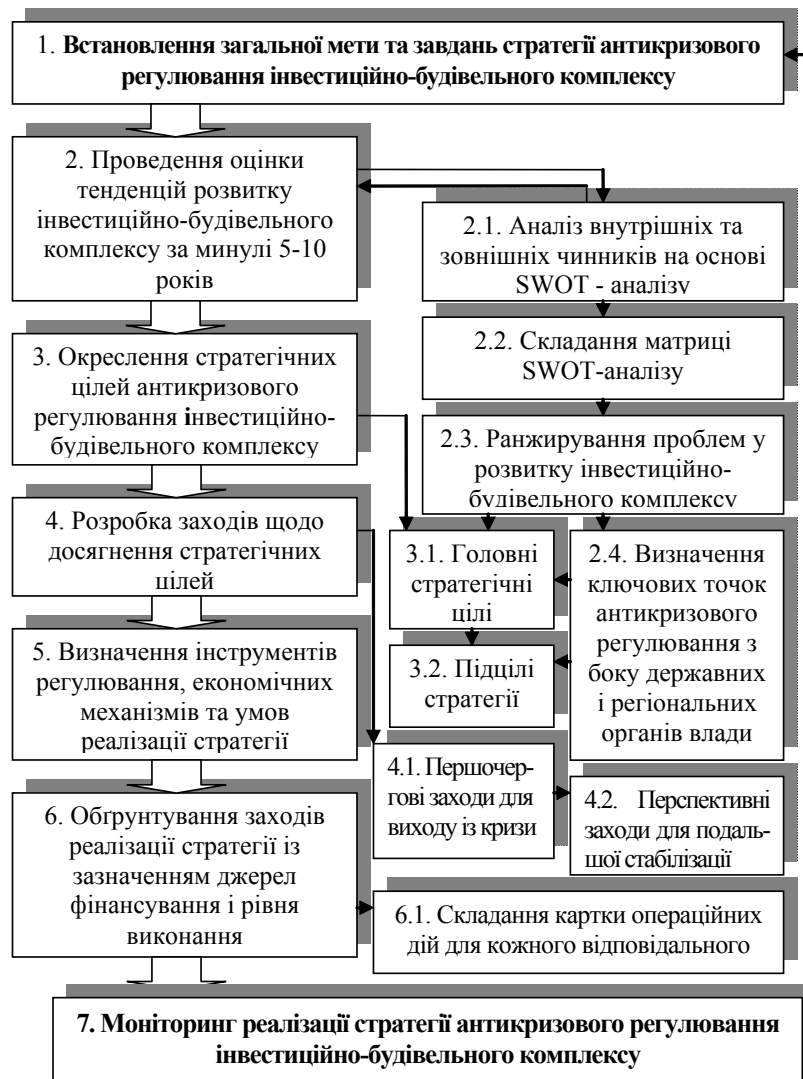 1. Встановлення загальної мети та завдань стратегії антикризового
регулювання інвестиційно-будівельного комплексу
2. Проведення оцінки
тенденцій розвитку
інвестиційно-будівельного
комплексу за минулі 5-10
років
2.1. Аналіз внутрішніх та
зовнішніх чинників на основі
SWOT - аналізу
2.2. Складання матриці
SWOT-аналізу
3. Окреслення стратегічних
цілей антикризового
регулювання інвестиційно-
будівельного комплексу
2.3. Ранжирування проблем у
розвитку інвестиційно-
будівельного комплексу
4. Розробка заходів щодо
досягнення стратегічних
цілей
3.1. Головні
стратегічні
цілі
2.4. Визначення
ключових точок
антикризового
регулювання з
боку державних
і регіональних
органів влади
3.2. Підцілі
стратегії
5. Визначення інструментів
регулювання, економічних
механізмів та умов
реалізації стратегії
4.1. Першочер-
гові заходи для
виходу із кризи
4.2. Перспективні
заходи для подаль-
шої стабілізації
6. Обґрунтування заходів
реалізації стратегії із
зазначенням джерел
фінансування і рівня
виконання
6.1. Складання картки операційних
дій для кожного відповідального
7. Моніторинг реалізації стратегії антикризового регулювання
інвестиційно-будівельного комплексу